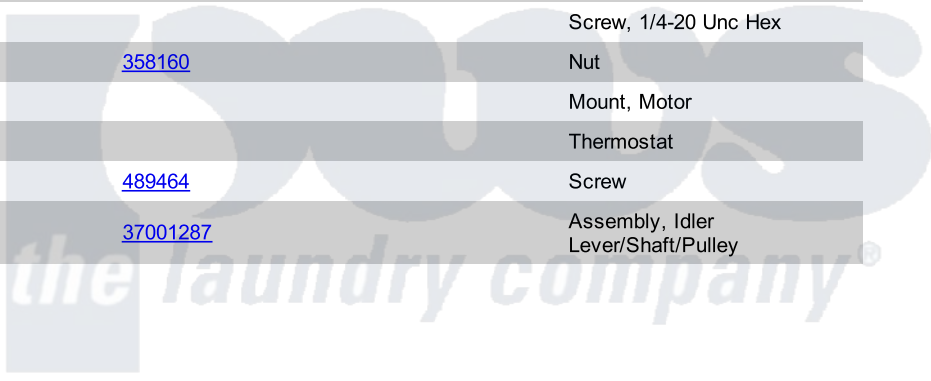 Screw, 1/4-20 Unc Hex
358160 Nut
Mount, Motor
Thermostat
489464 Screw
37001287 Assembly, Idler
Lever/Shaft/Pulley
pws
the laundry company®